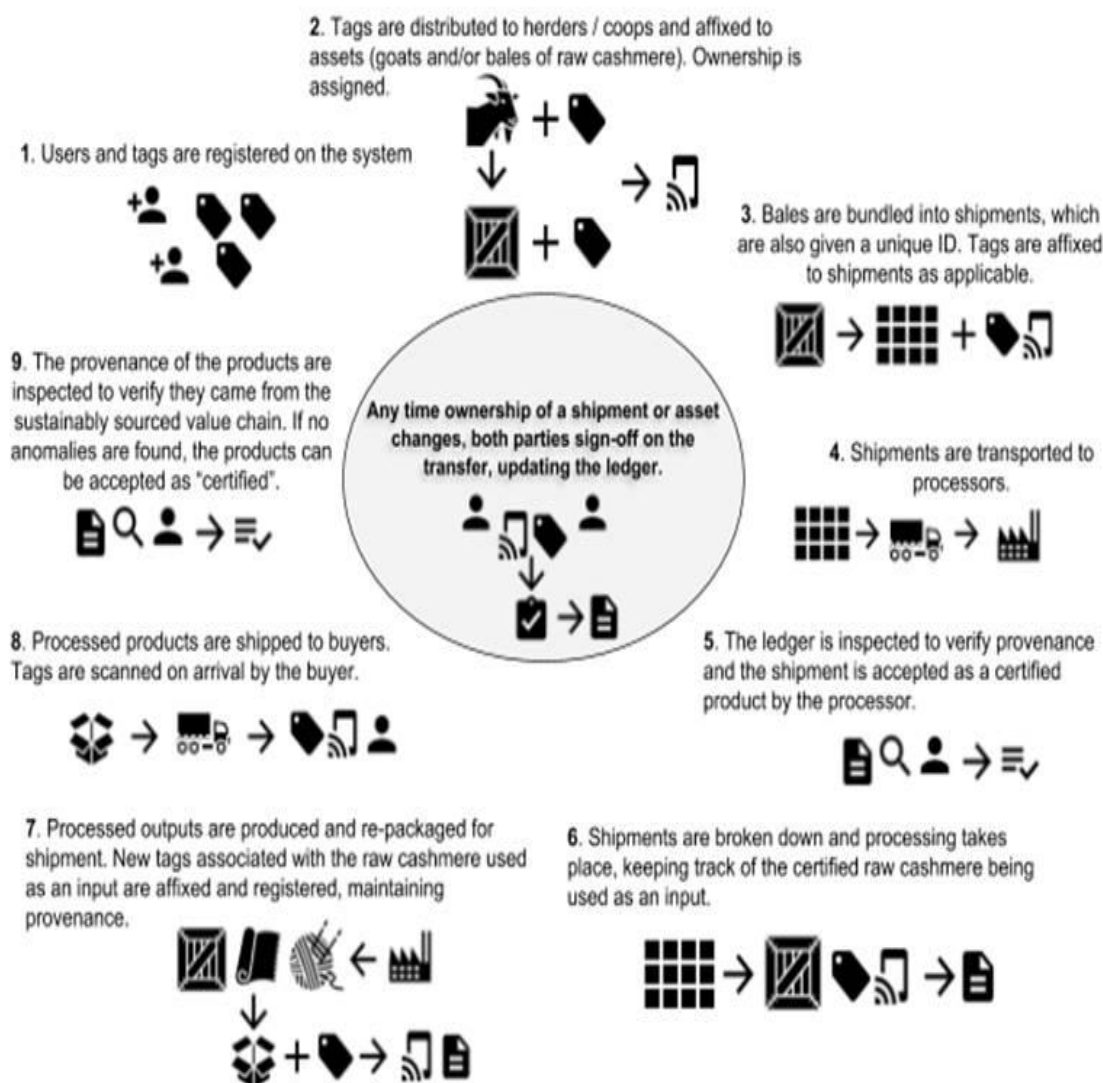 2. Tags are distributed to herders / coops and affixed to
assets (goats and/or bales of raw cashmere). Ownership is
assigned.
1. Users and tags are registered on the system
3. Bales are bundled into shipments, which
are also given a unique ID. Tags are affixed
to shipments as applicable.
9. The provenance of the products are
inspected to verify they came from the
sustainably sourced value chain. If no
anomalies are found, the products can
be accepted as "certified".
Any time ownership of a shipment or asset
changes, both parties sign-off on the
transfer, updating the ledger.
4. Shipments are transported to
processors.
8. Processed products are shipped to buyers.
Tags are scanned on arrival by the buyer.
5. The ledger is inspected to verify provenance
and the shipment is accepted as a certified
product by the processor.
7. Processed outputs are produced and re-packaged for
shipment. New tags associated with the raw cashmere used
as an input are affixed and registered, maintaining
provenance.
6. Shipments are broken down and processing takes
place, keeping track of the certified raw cashmere being
used as an input.